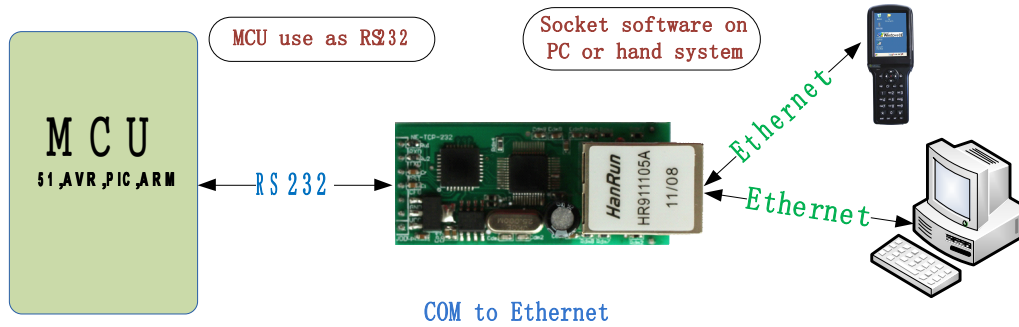 MCU use as RS232
Socket software on
PC or hand system
MCU
51,AVR,PIC,ARM
RS232
HanRun
HR911105A
11/08
Ethernet
Ethernet
COM to Ethernet